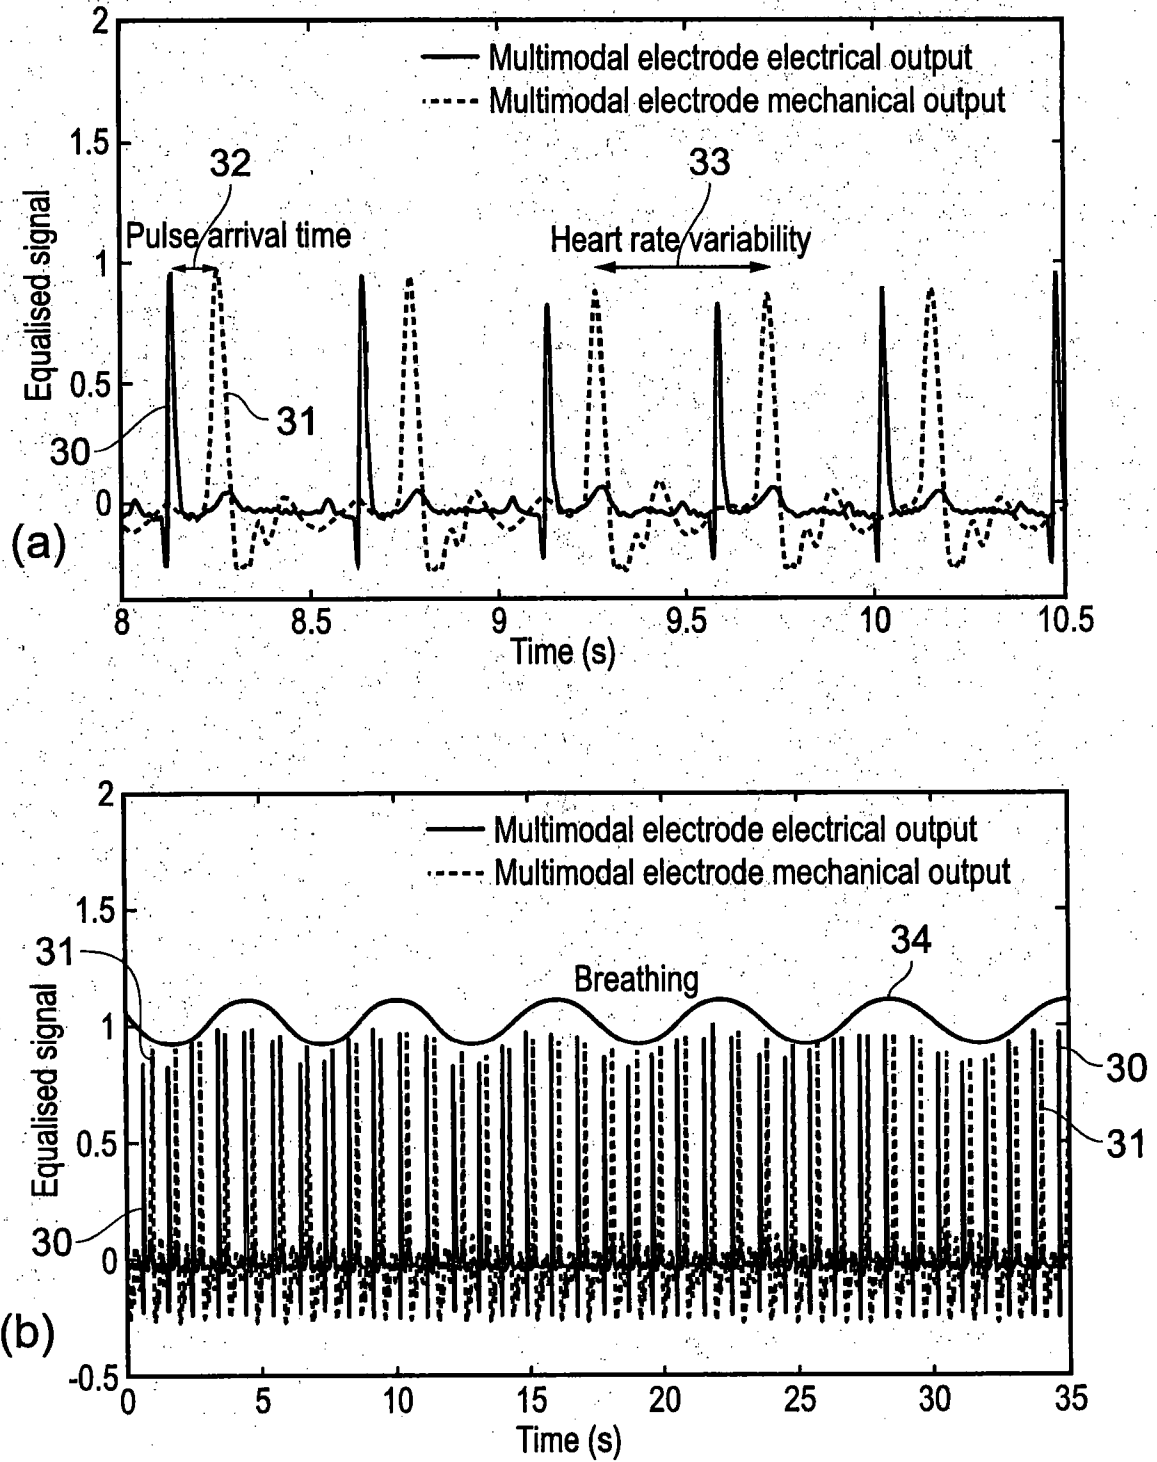 2
Multimodal electrode electrical output
Multimodal electrode mechanical output
1.5
32
33
Pulse arrival time
Heart rate variability
1
Equalised signal
0.5
31
30
0
(a)
8
8.5
9
9.5
10
10.5
Time (s)
2
Multimodal electrode electrical output
Multimodal electrode mechanical output
1.5
31
34
Breathing
1
Equalised signal
30
0.5
31
30
0
(b)
-0.5
0
5
10
15
20
25
30
35
Time (s)